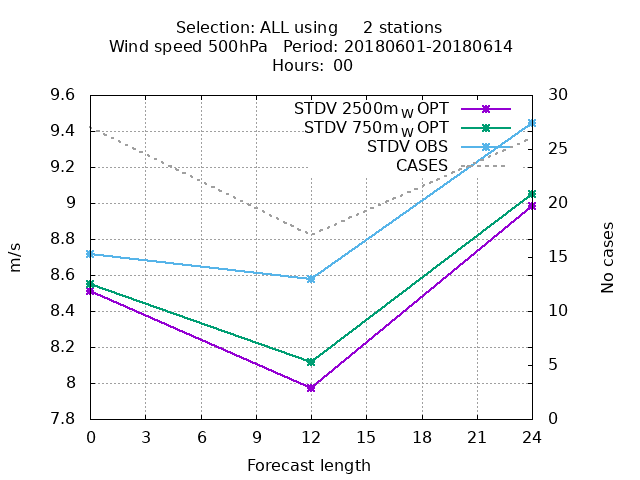 Selection: ALL using 2 stations
Wind speed 500hPa Period: 20180601-20180614
Hours: 00
STDV 2500m W OPT
STDV 750m W OPT
STDV OBS
CASES
9.6
9.4
9.2
9
8.8
8.6
8.4
8.2
8
7.8
m/s
30
25
20
15
10
5
0
No cases
0 3 6 9 12 15 18 21 24
Forecast length